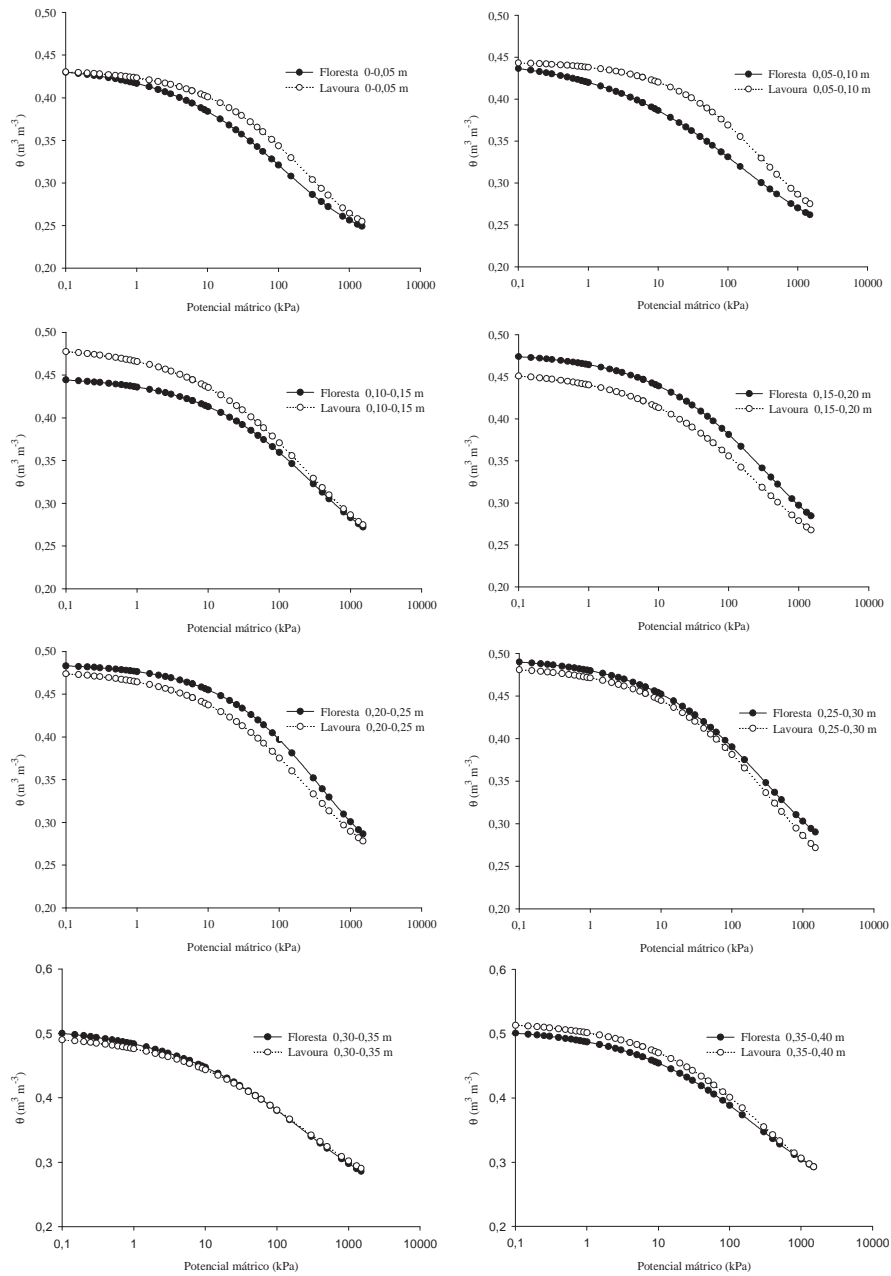 0,50
0,45
0,40
0,35
0,30
0,25
0,20
θ (m³ m⁻³)
Floresta 0-0,05 m
Lavoura 0-0,05 m
0,1 1 10 100 1000 10000
Potencial mátrico (kPa)
0,50
0,45
0,40
0,35
0,30
0,25
0,20
θ (m³ m⁻³)
Floresta 0,05-0,10 m
Lavoura 0,05-0,10 m
0,1 1 10 100 1000 10000
Potencial mátrico (kPa)
0,50
0,45
0,40
0,35
0,30
0,25
0,20
θ (m³ m⁻³)
Floresta 0,10-0,15 m
Lavoura 0,10-0,15 m
0,1 1 10 100 1000 10000
Potencial mátrico (kPa)
0,50
0,45
0,40
0,35
0,30
0,25
0,20
θ (m³ m⁻³)
Floresta 0,15-0,20 m
Lavoura 0,15-0,20 m
0,1 1 10 100 1000 10000
Potencial mátrico (kPa)
0,50
0,45
0,40
0,35
0,30
0,25
0,20
θ (m³ m⁻³)
Floresta 0,20-0,25 m
Lavoura 0,20-0,25 m
0,1 1 10 100 1000 10000
Potencial mátrico (kPa)
0,50
0,45
0,40
0,35
0,30
0,25
0,20
θ (m³ m⁻³)
Floresta 0,25-0,30 m
Lavoura 0,25-0,30 m
0,1 1 10 100 1000 10000
Potencial mátrico (kPa)
0,6
0,5
0,4
0,3
0,2
θ (m³ m⁻³)
Floresta 0,30-0,35 m
Lavoura 0,30-0,35 m
0,1 1 10 100 1000 10000
Potencial mátrico (kPa)
0,6
0,5
0,4
0,3
0,2
θ (m³ m⁻³)
Floresta 0,35-0,40 m
Lavoura 0,35-0,40 m
0,1 1 10 100 1000 10000
Potencial mátrico (kPa)